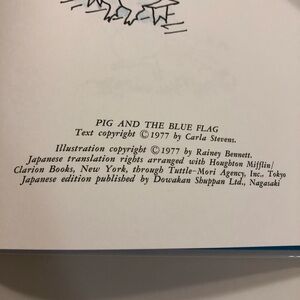 PIG AND THE BLUE FLAG
Text copyright © 1977 by Carla Stevens.
Illustration copyright © 1977 by Rainey Bennett.
Japanese translation rights arranged with Houghton Mifflin/
Clarion Books, New York, through Tuttle-Mori Agency, Inc., Tokyo
Japanese edition published by Dowakan Shuppan Ltd., Nagasaki